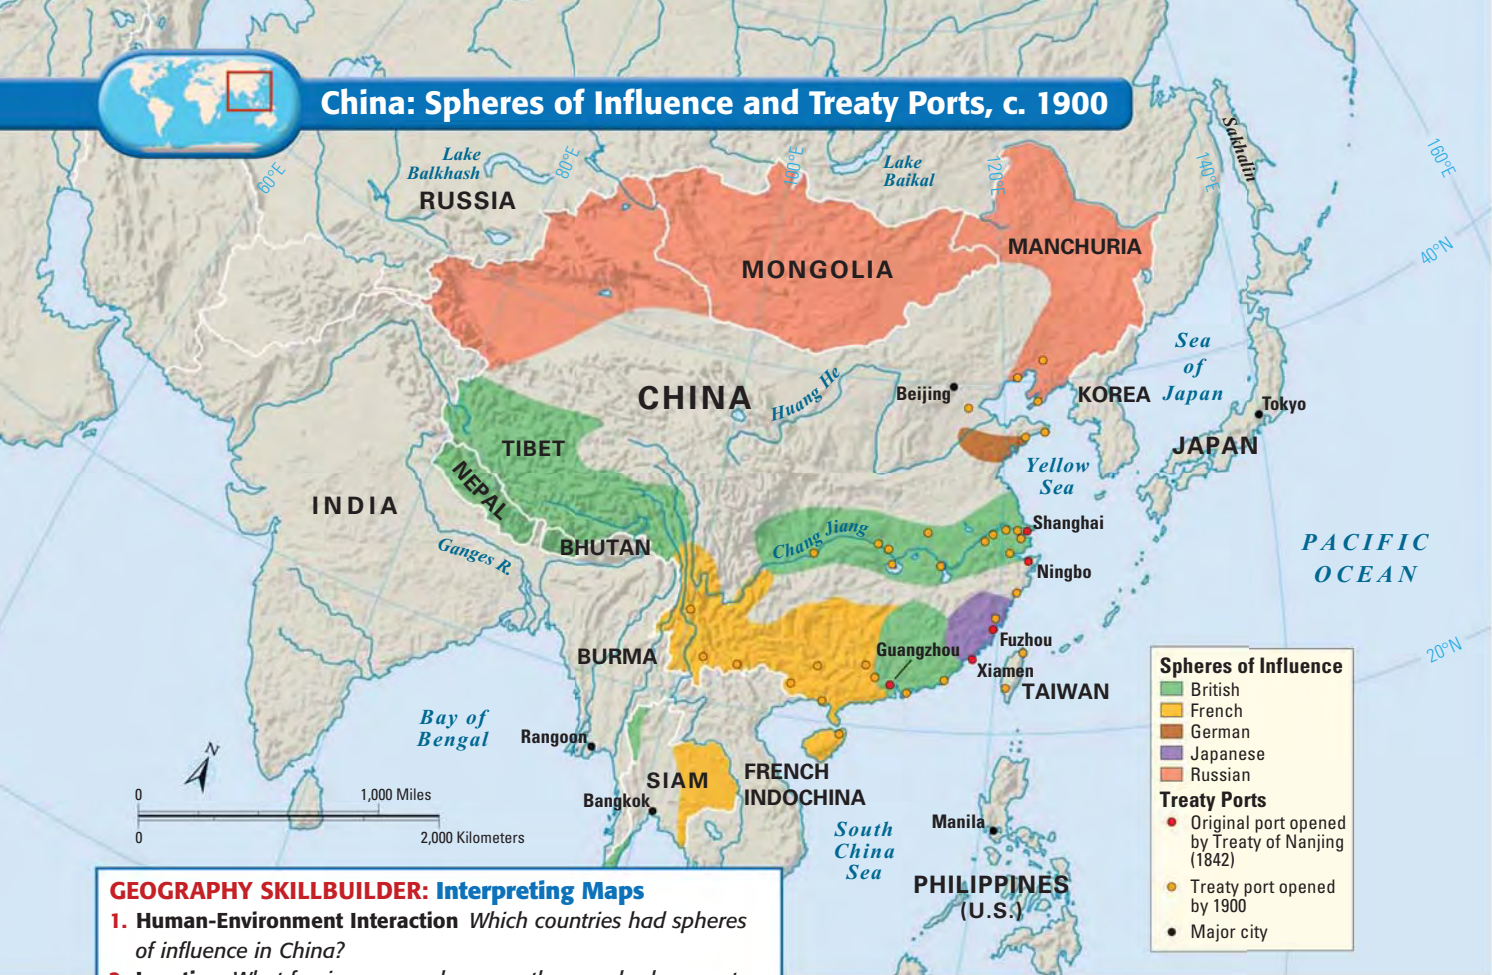 China: Spheres of Influence and Treaty Ports, c. 1900
60°E
80°E
100°E
120°E
140°E
160°E
40°N
20°N
Lake
Balkhash
RUSSIA
Lake
Baikal
Sakhalin
MONGOLIA
MANCHURIA
CHINA
Huang He
Beijing
KOREA
Sea
of
Japan
Tokyo
JAPAN
TIBET
NEPAL
BHUTAN
INDIA
Ganges R.
Yellow
Sea
Chang Jiang
Shanghai
Ningbo
PACIFIC
OCEAN
BURMA
Guangzhou
Fuzhou
Xiamen
TAIWAN
Bay of
Bengal
Rangoon
SIAM
Bangkok
FRENCH
INDOCHINA
South
China
Sea
Manila
PHILIPPINES
(U.S.)
N
0 1,000 Miles
0 2,000 Kilometers
Spheres of Influence
British
French
German
Japanese
Russian
Treaty Ports
Original port opened
by Treaty of Nanjing
(1842)
Treaty port opened
by 1900
Major city
GEOGRAPHY SKILLBUILDER: Interpreting Maps
1. Human-Environment Interaction Which countries had spheres
of influence in China?